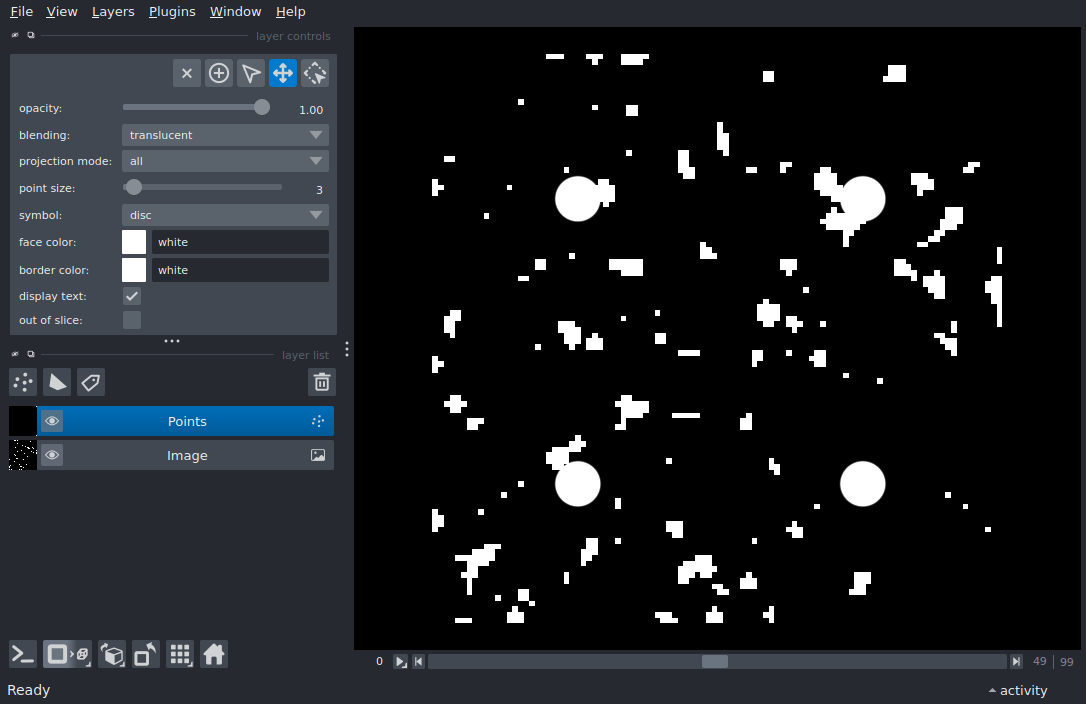 File View Layers Plugins Window Help
layer controls
opacity: 1.00
blending: translucent
projection mode: all
point size: 3
symbol: disc
face color: white
border color: white
display text:
out of slice:
layer list
Points
Image
0 49 99
Ready activity